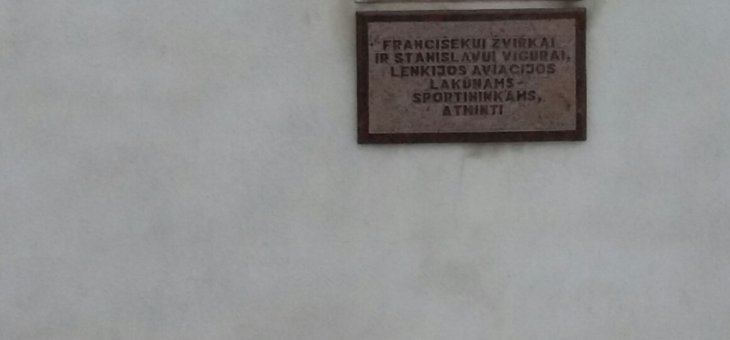 FRANCIŠEKUI ŽVIRKAI
IR STANISLAVUI VIGURAI,
LENKIJOS AVIACIJOS
LAKŪNAMS-
SPORTININKAMS,
ATMINTI